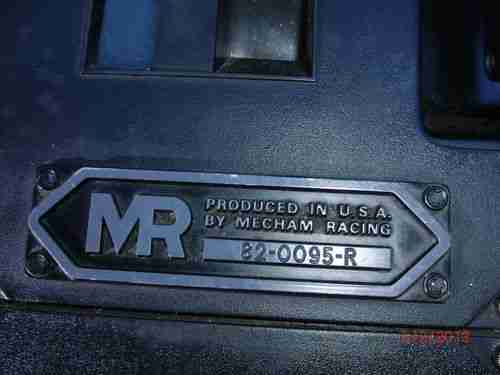 MR
PRODUCED IN U.S.A.
BY MECHAM RACING
82-0095-R